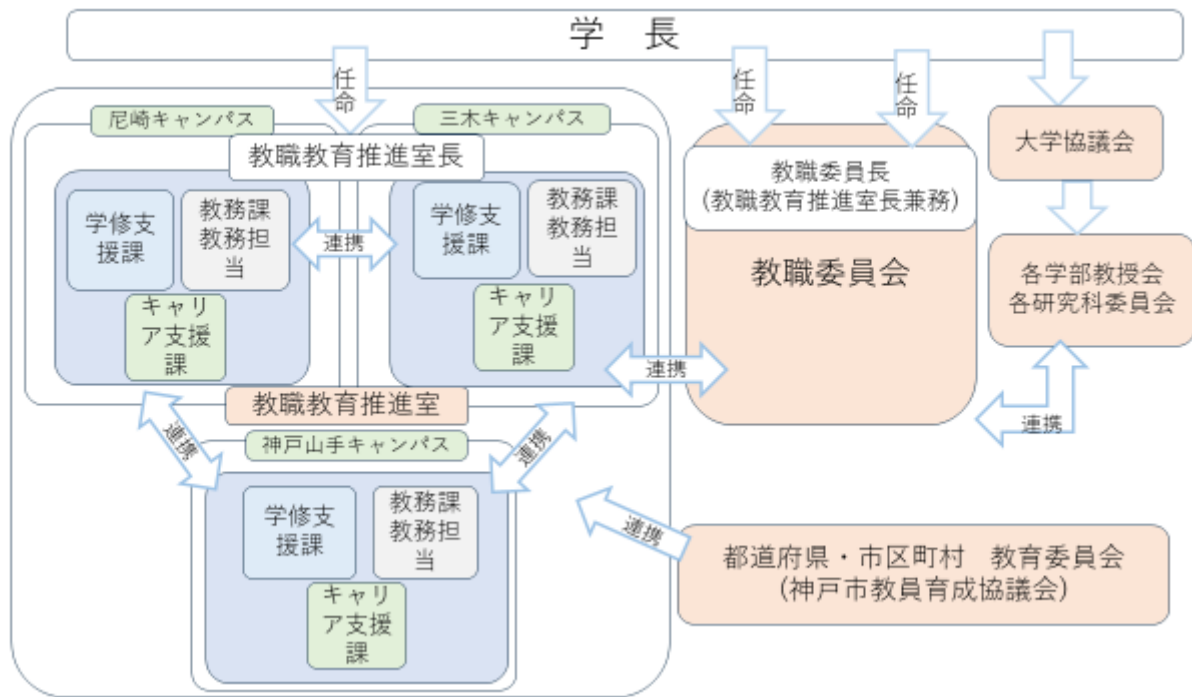 学　長
任命
任命
任命
尼崎キャンパス
三木キャンパス
教職教育推進室長
学修支
援課
教務課
教務担
当
キャリ
ア支援
課
連携
学修支
援課
教務課
教務担
当
キャリ
ア支援
課
教職教育推進室
連携
連携
神戸山手キャンパス
学修支
援課
教務課
教務担
当
キャリ
ア支援
課
連携
教職委員長
(教職教育推進室長兼務)
教職委員会
大学協議会
各学部教授会
各研究科委員会
連携
連携
都道府県・市区町村　教育委員会
(神戸市教員育成協議会)